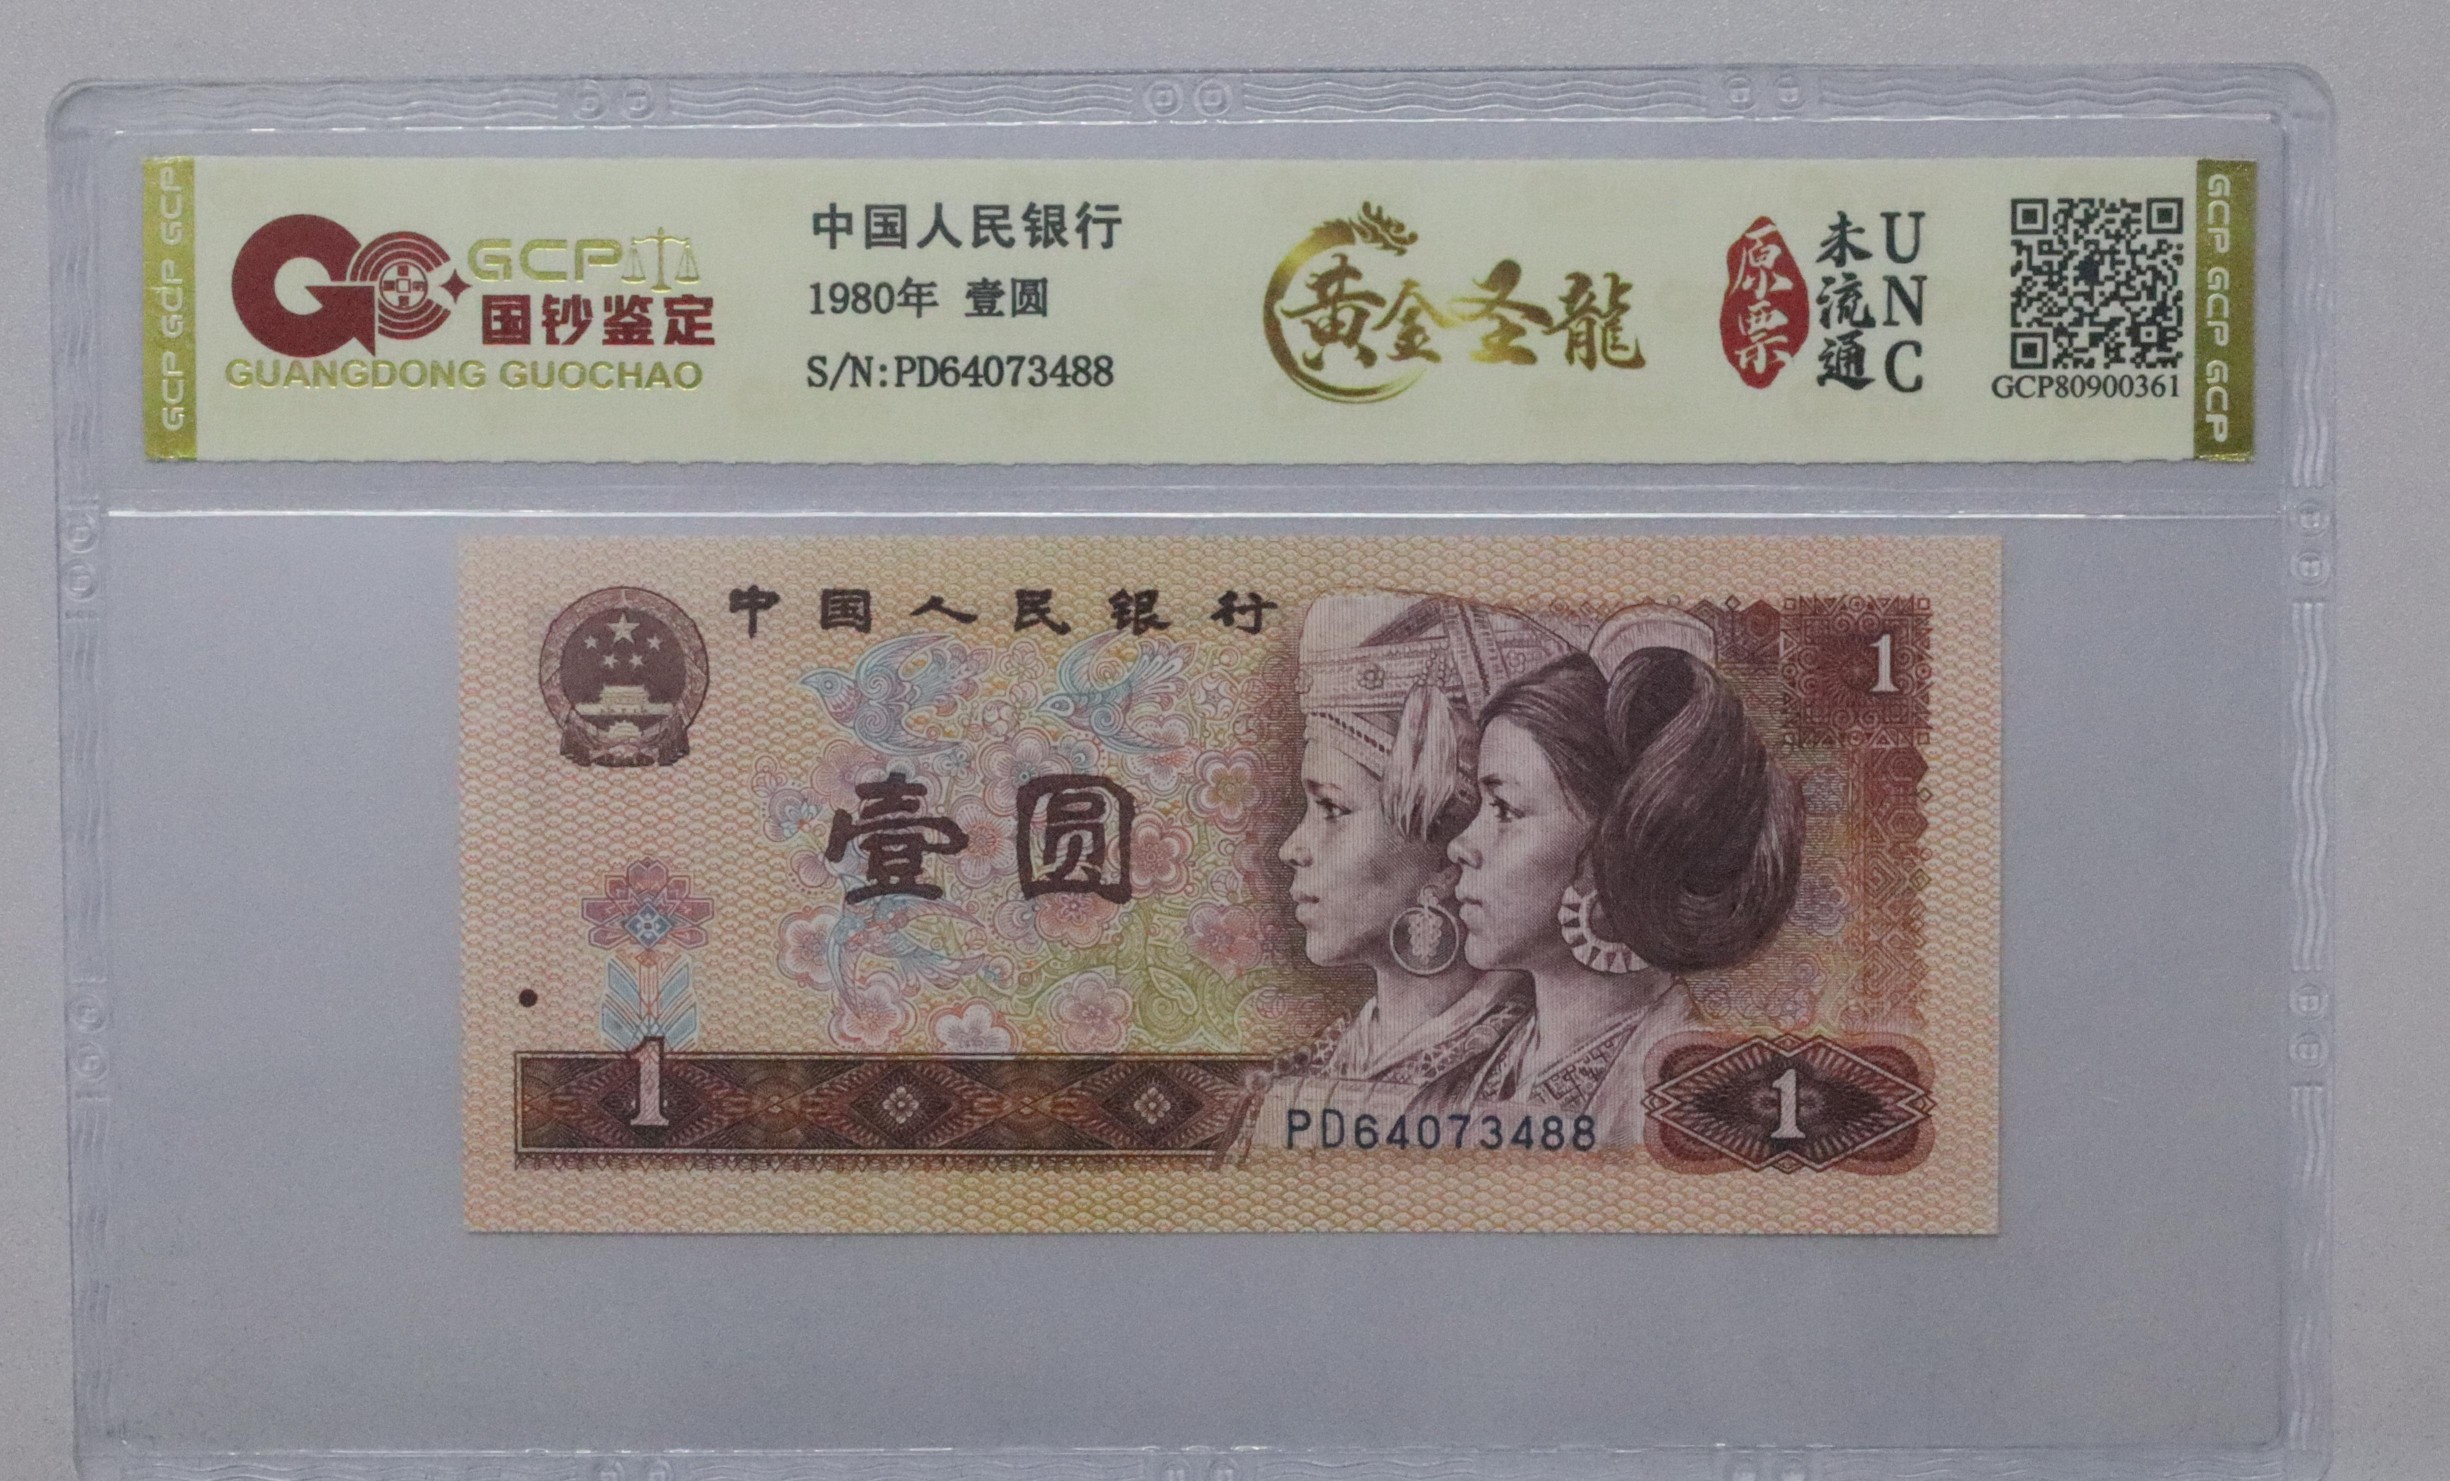 GCP GCP GCP
GCP
国钞鉴定
GUANGDONG GUOCHAO
中国人民银行
1980年 壹圆
S/N:PD64073488
黄金圣龍
原票
未流通
UNC
GCP80900361
GCP GCP GCP
中国人民银行
1
壹圆
1
PD64073488
1